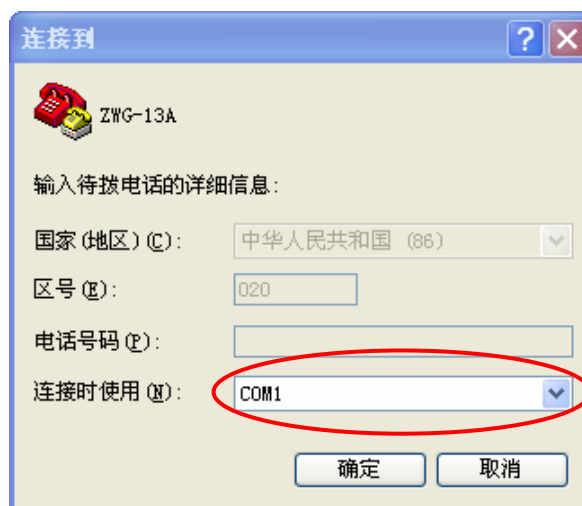 连接到
ZWG-13A
输入待拨电话的详细信息:
国家(地区)(C): 中华人民共和国 (86)
区号(E): 020
电话号码(P):
连接时使用(N): COM1
确定 取消